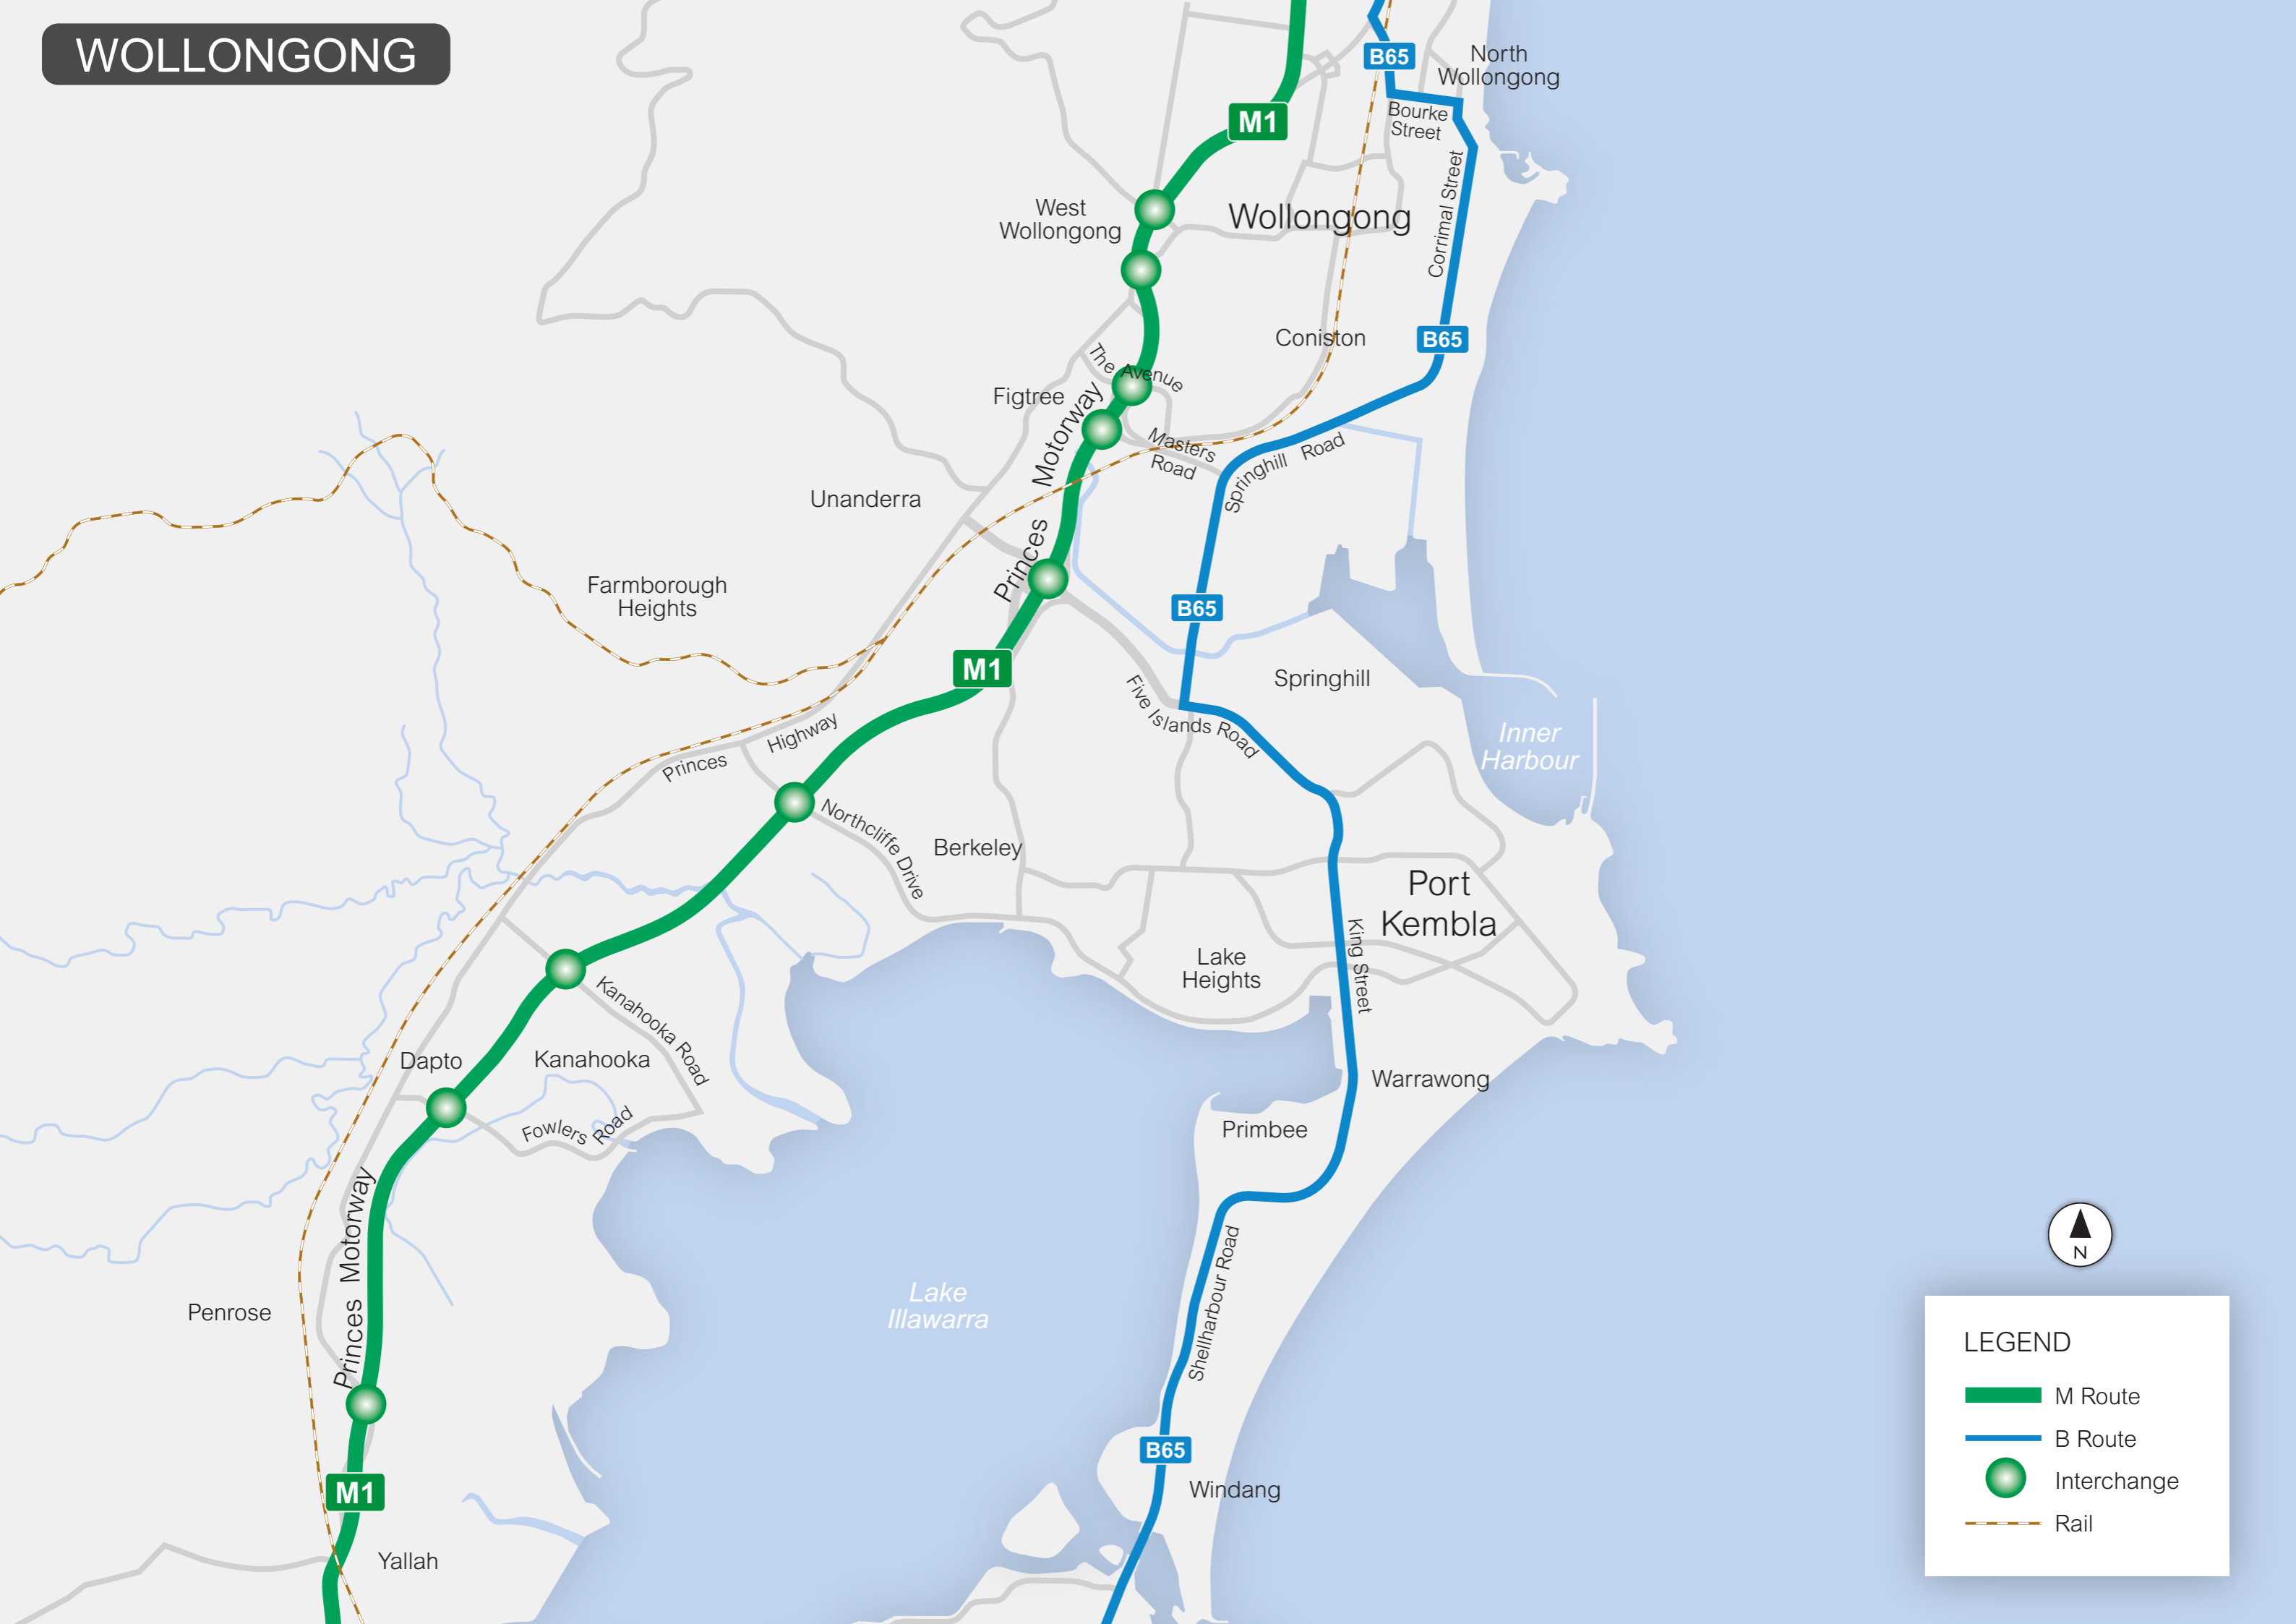 WOLLONGONG
B65
North
Wollongong
Bourke
Street
M1
Corrimal Street
West
Wollongong
Wollongong
Coniston
B65
The Avenue
Figtree
Masters
Road
Springhill Road
Princes Motorway
Unanderra
Farmborough
Heights
B65
M1
Springhill
Five Islands Road
Inner
Harbour
Princes Highway
Northcliffe Drive
Berkeley
Port
Kembla
King Street
Lake
Heights
Kanahooka Road
Dapto
Kanahooka
Warrawong
Fowlers Road
Primbee
Princes Motorway
Shellharbour Road
Lake
Illawarra
Penrose
B65
Windang
M1
Yallah
N
LEGEND
M Route
B Route
Interchange
Rail